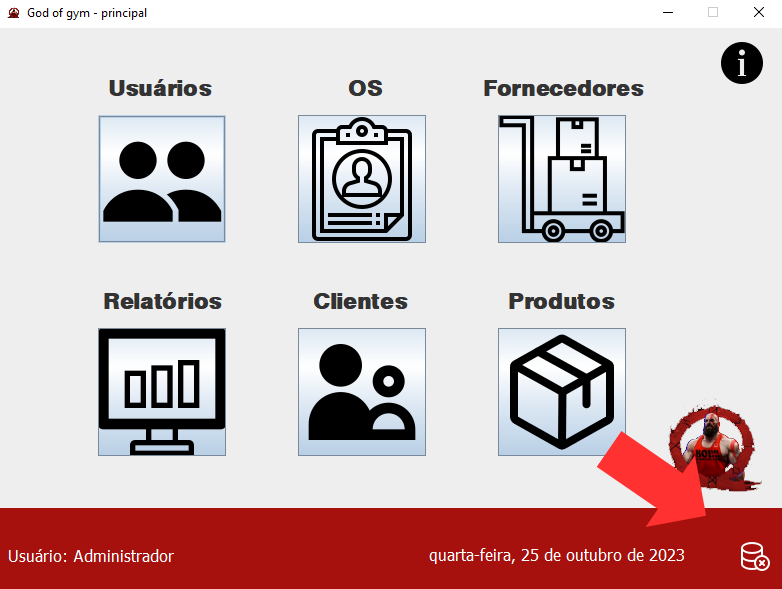 God of gym - principal
Usuários
OS
Fornecedores
i
Relatórios
Clientes
Produtos
Usuário: Administrador
quarta-feira, 25 de outubro de 2023